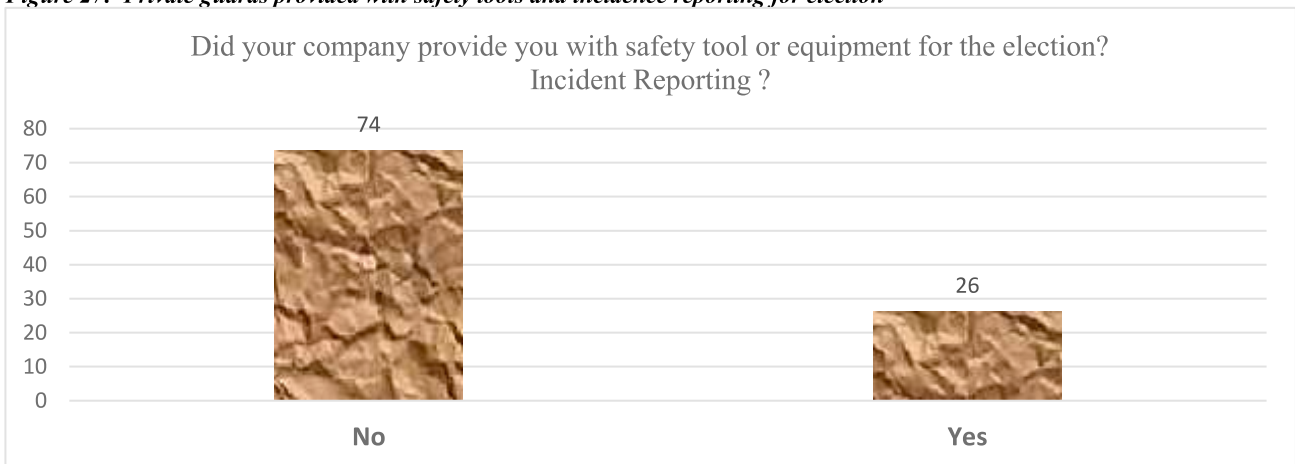 Figure 27: Private guards provided with safety tools and incidence reporting for election
Did your company provide you with safety tool or equipment for the election?
Incident Reporting ?
80
74
70
60
50
40
30
26
20
10
0
No
Yes